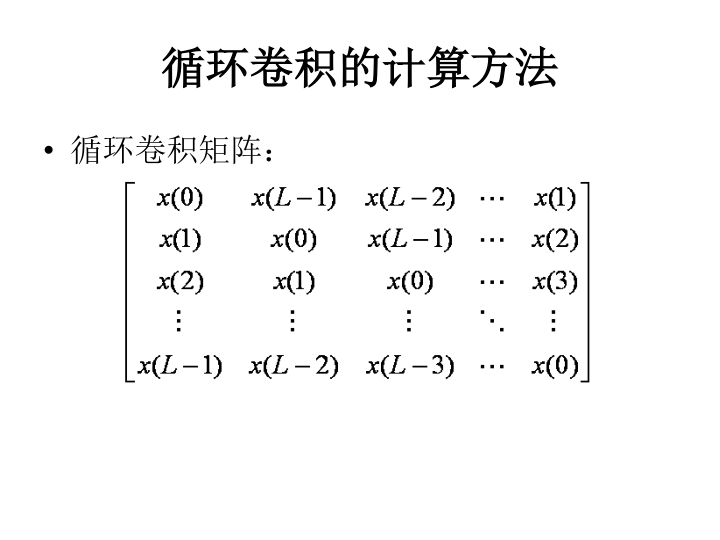 循环卷积的计算方法
• 循环卷积矩阵：
x(0) x(L−1) x(L−2) ⋯ x(1)
x(1) x(0) x(L−1) ⋯ x(2)
x(2) x(1) x(0) ⋯ x(3)
⋮ ⋮ ⋮ ⋱ ⋮
x(L−1) x(L−2) x(L−3) ⋯ x(0)